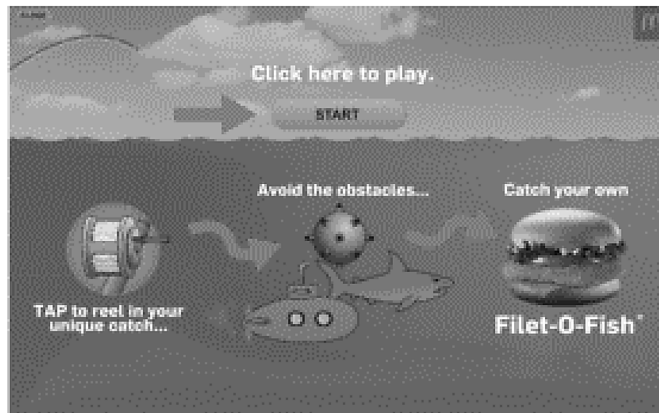 Click here to play.
START
Avoid the obstacles...
Catch your own
TAP to reel in your
unique catch...
Filet-O-Fish